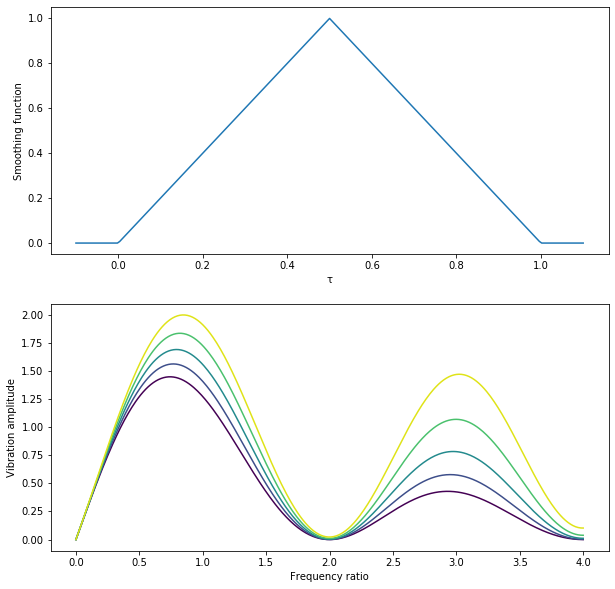 1.0
0.8
0.6
0.4
0.2
0.0
Smoothing function
0.0 0.2 0.4 0.6 0.8 1.0
τ
2.00
1.75
1.50
1.25
1.00
0.75
0.50
0.25
0.00
Vibration amplitude
0.0 0.5 1.0 1.5 2.0 2.5 3.0 3.5 4.0
Frequency ratio